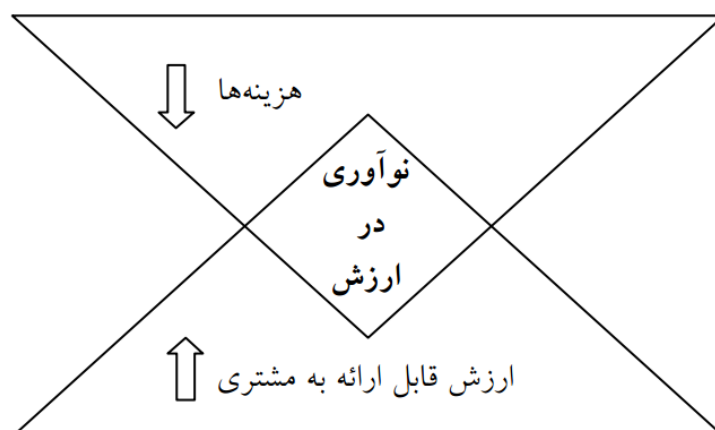 هزینه‌ها
نوآوری
در
ارزش
ارزش قابل ارائه به مشتری